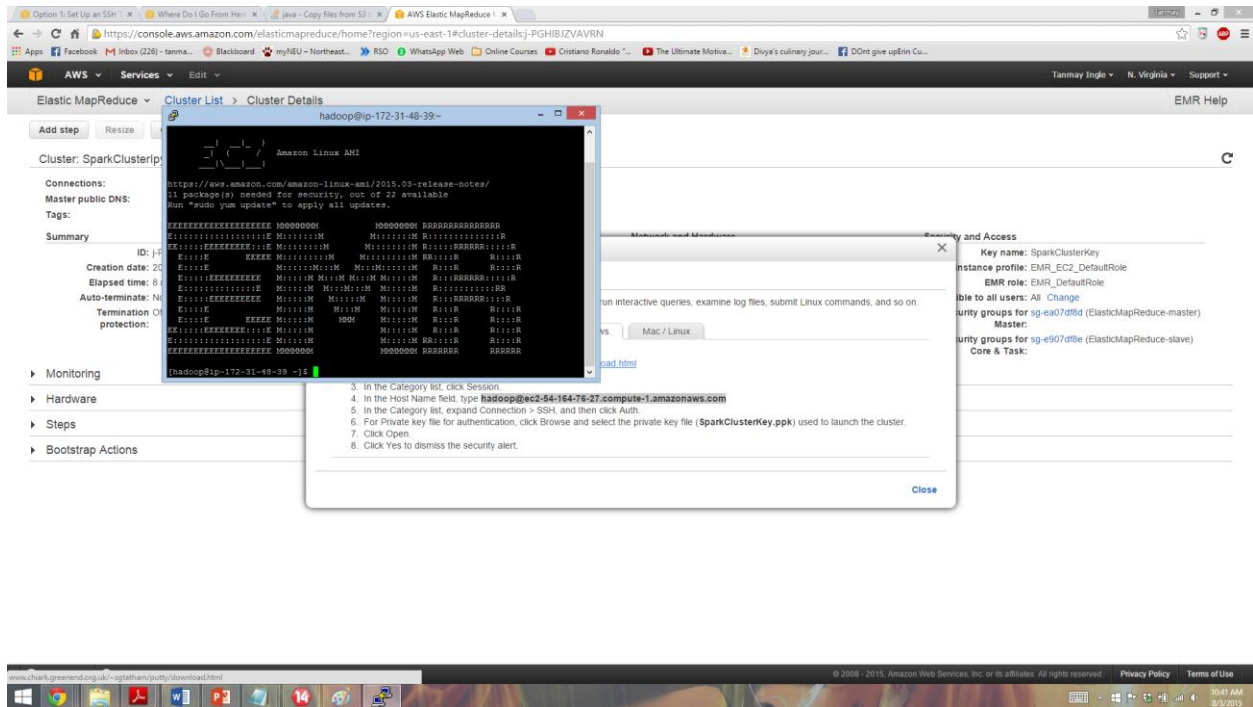 Option 1: Set Up an SSH T
Where Do I Go From Here
java - Copy files from S3 t
AWS Elastic MapReduce
Tanmay
https://console.aws.amazon.com/elasticmapreduce/home?region=us-east-1#cluster-details:j-PGHIBJZVAVRN
Apps Facebook Inbox (226) - tanma... Blackboard myNEU – Northeast... RSO WhatsApp Web Online Courses Cristiano Ronaldo "... The Ultimate Motiva... Divya's culinary jour... DOnt give upErin Cu...
AWS Services Edit Tanmay Ingle N. Virginia Support
Elastic MapReduce Cluster List > Cluster Details EMR Help
Add step Resize
hadoop@ip-172-31-48-39:~
Amazon Linux AMI
https://aws.amazon.com/amazon-linux-ami/2015.03-release-notes/
11 package(s) needed for security, out of 22 available
Run "sudo yum update" to apply all updates.
[hadoop@ip-172-31-48-39 ~]$
Cluster: SparkClusterIpy
Connections:
Master public DNS:
Tags:
Summary
ID: j-P
Creation date: 20
Elapsed time: 8
Auto-terminate: No
Termination Of
protection:
Monitoring
Hardware
Steps
Bootstrap Actions
Network and Hardware
Security and Access
Key name: SparkClusterKey
instance profile: EMR_EC2_DefaultRole
EMR role: EMR_DefaultRole
ible to all users: All Change
urity groups for sg-ea07df8d (ElasticMapReduce-master)
Master:
urity groups for sg-e907df8e (ElasticMapReduce-slave)
Core & Task:
run interactive queries, examine log files, submit Linux commands, and so on.
ws Mac / Linux
oad.html
3. In the Category list, click Session.
4. In the Host Name field, type hadoop@ec2-54-164-76-27.compute-1.amazonaws.com
5. In the Category list, expand Connection > SSH, and then click Auth.
6. For Private key file for authentication, click Browse and select the private key file (SparkClusterKey.ppk) used to launch the cluster.
7. Click Open.
8. Click Yes to dismiss the security alert.
Close
www.chiark.greenend.org.uk/~sgtatham/putty/download.html
© 2008 - 2015, Amazon Web Services, Inc. or its affiliates. All rights reserved. Privacy Policy Terms of Use
10:41 AM
8/3/2015